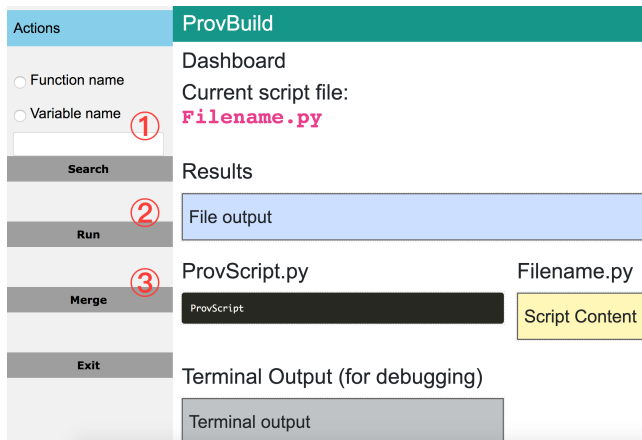 Actions
Function name
Variable name
①
Search
②
Run
③
Merge
Exit
ProvBuild
Dashboard
Current script file:
Filename.py
Results
File output
ProvScript.py
ProvScript
Filename.py
Script Content
Terminal Output (for debugging)
Terminal output